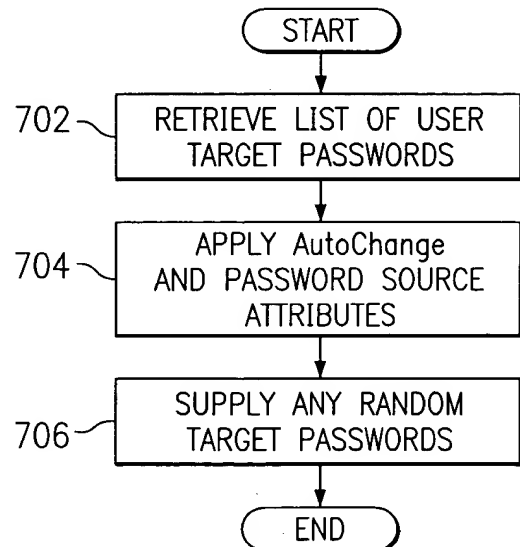 START
702
RETRIEVE LIST OF USER
TARGET PASSWORDS
704
APPLY AutoChange
AND PASSWORD SOURCE
ATTRIBUTES
706
SUPPLY ANY RANDOM
TARGET PASSWORDS
END